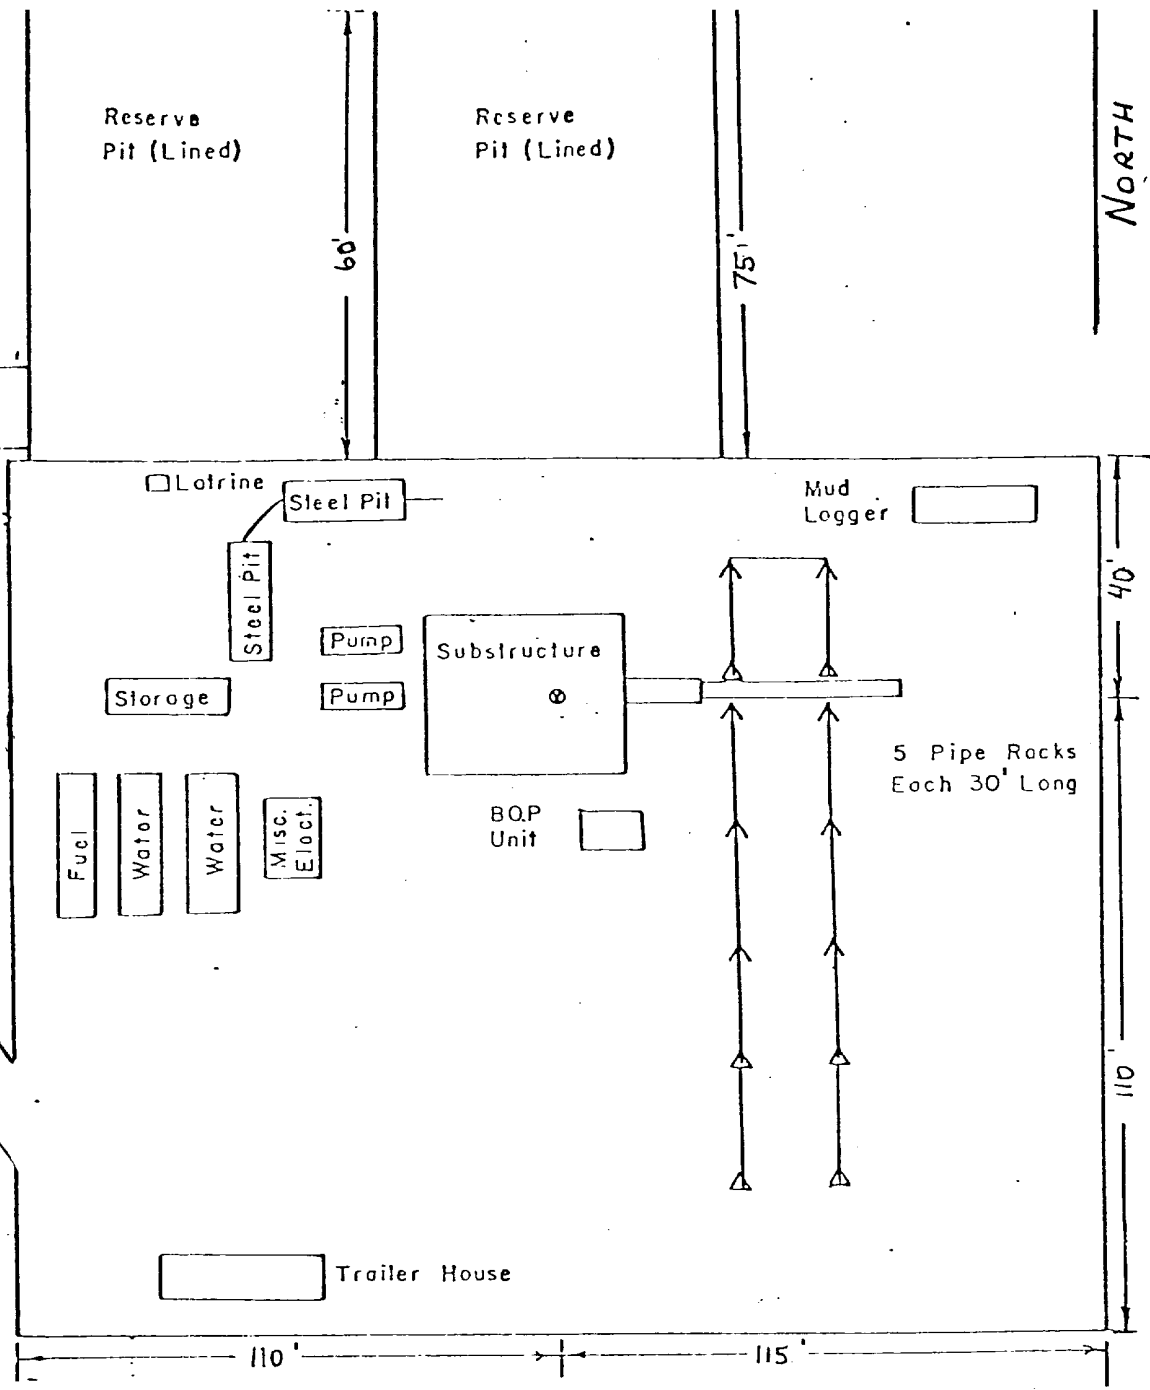 Reserve
Pit (Lined)
Reserve
Pit (Lined)
NORTH
60'
75'
Latrine
Steel Pit
Mud
Logger
Steel Pit
40'
Pump
Substructure
Storage
Pump
5 Pipe Racks
Each 30' Long
Fuel
Water
Water
Misc.
Elect.
B.O.P
Unit
110'
Trailer House
110'
115'